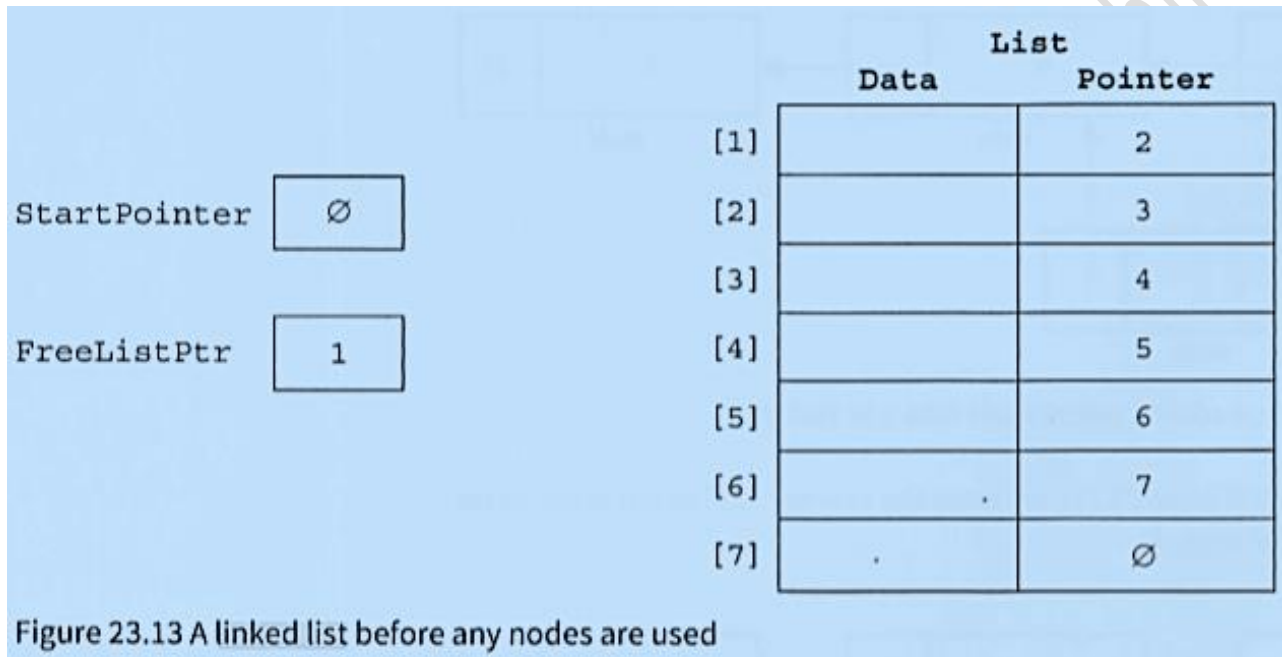 List
Data Pointer
[1] 2
StartPointer Ø [2] 3
[3] 4
FreeListPtr 1 [4] 5
[5] 6
[6] 7
[7] Ø
Figure 23.13 A linked list before any nodes are used